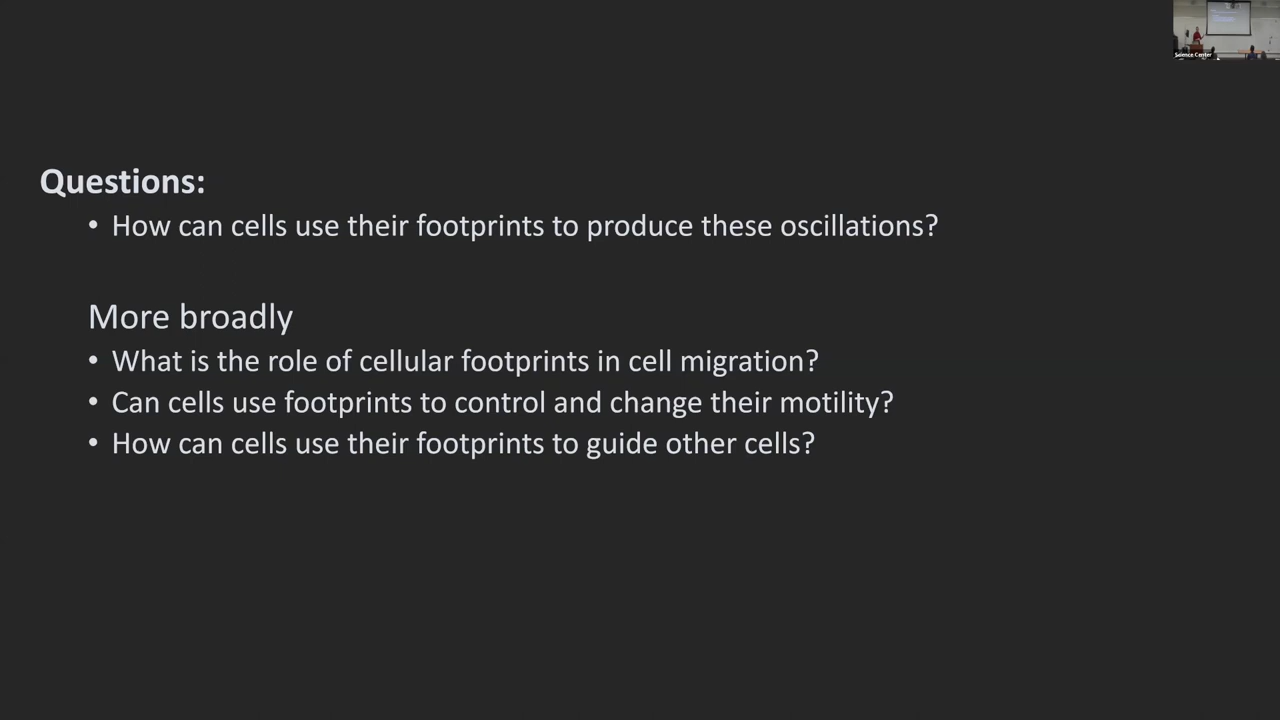 Science Center
Questions:
• How can cells use their footprints to produce these oscillations?
More broadly
• What is the role of cellular footprints in cell migration?
• Can cells use footprints to control and change their motility?
• How can cells use their footprints to guide other cells?